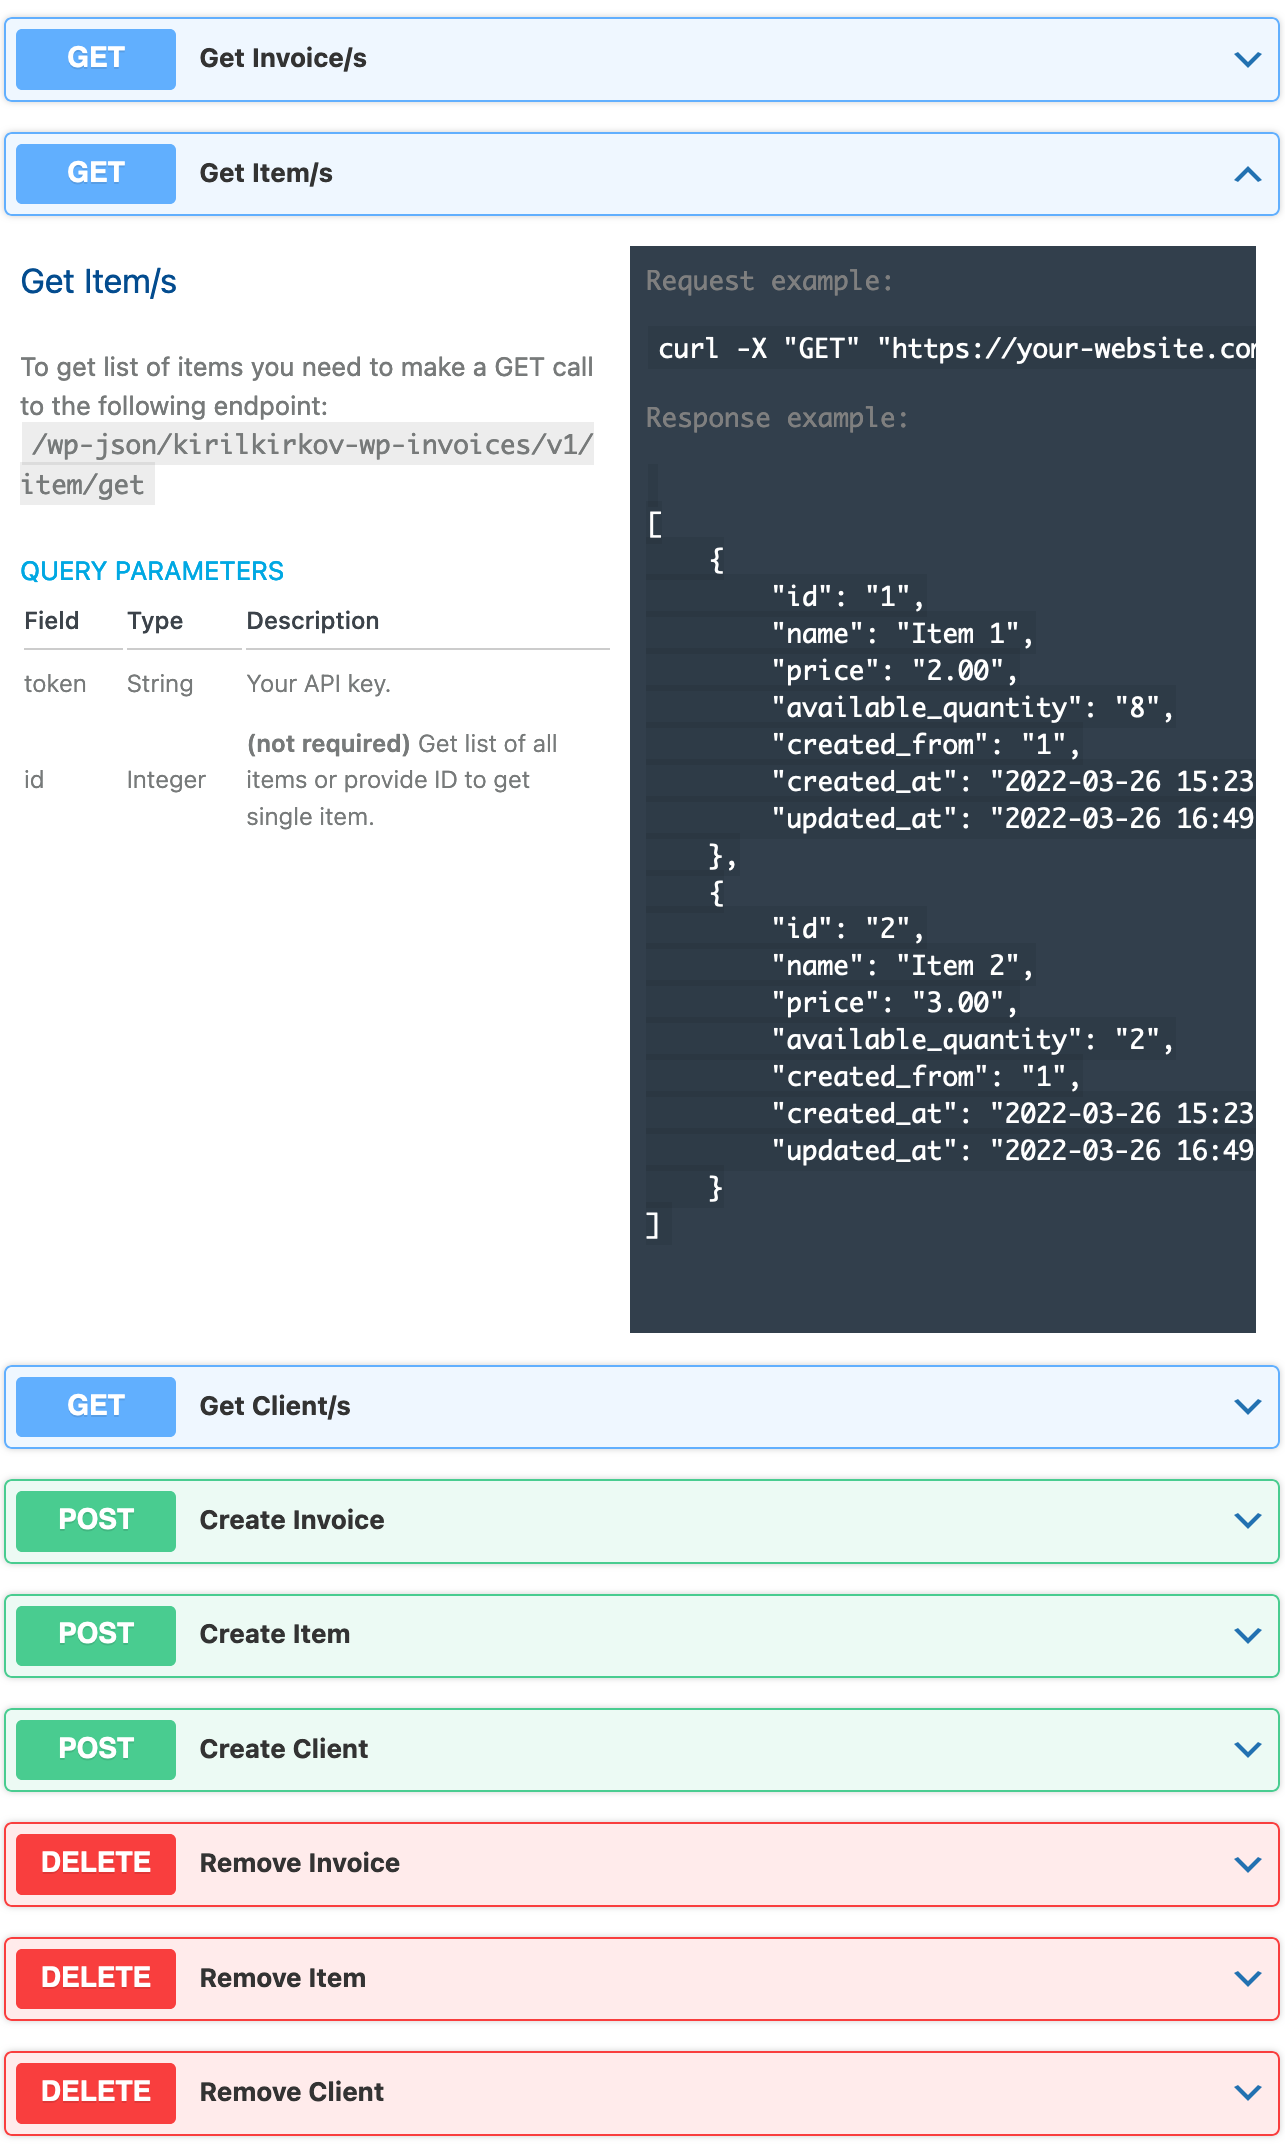 GET Get Invoice/s
GET Get Item/s
Get Item/s
To get list of items you need to make a GET call
to the following endpoint:
/wp-json/kirilkirkov-wp-invoices/v1/
item/get
QUERY PARAMETERS
Field Type Description
token String Your API key.
(not required) Get list of all
id Integer items or provide ID to get
single item.
Request example:
curl -X "GET" "https://your-website.com
Response example:
[
{
"id": "1",
"name": "Item 1",
"price": "2.00",
"available_quantity": "8",
"created_from": "1",
"created_at": "2022-03-26 15:23
"updated_at": "2022-03-26 16:49
},
{
"id": "2",
"name": "Item 2",
"price": "3.00",
"available_quantity": "2",
"created_from": "1",
"created_at": "2022-03-26 15:23
"updated_at": "2022-03-26 16:49
}
]
GET Get Client/s
POST Create Invoice
POST Create Item
POST Create Client
DELETE Remove Invoice
DELETE Remove Item
DELETE Remove Client